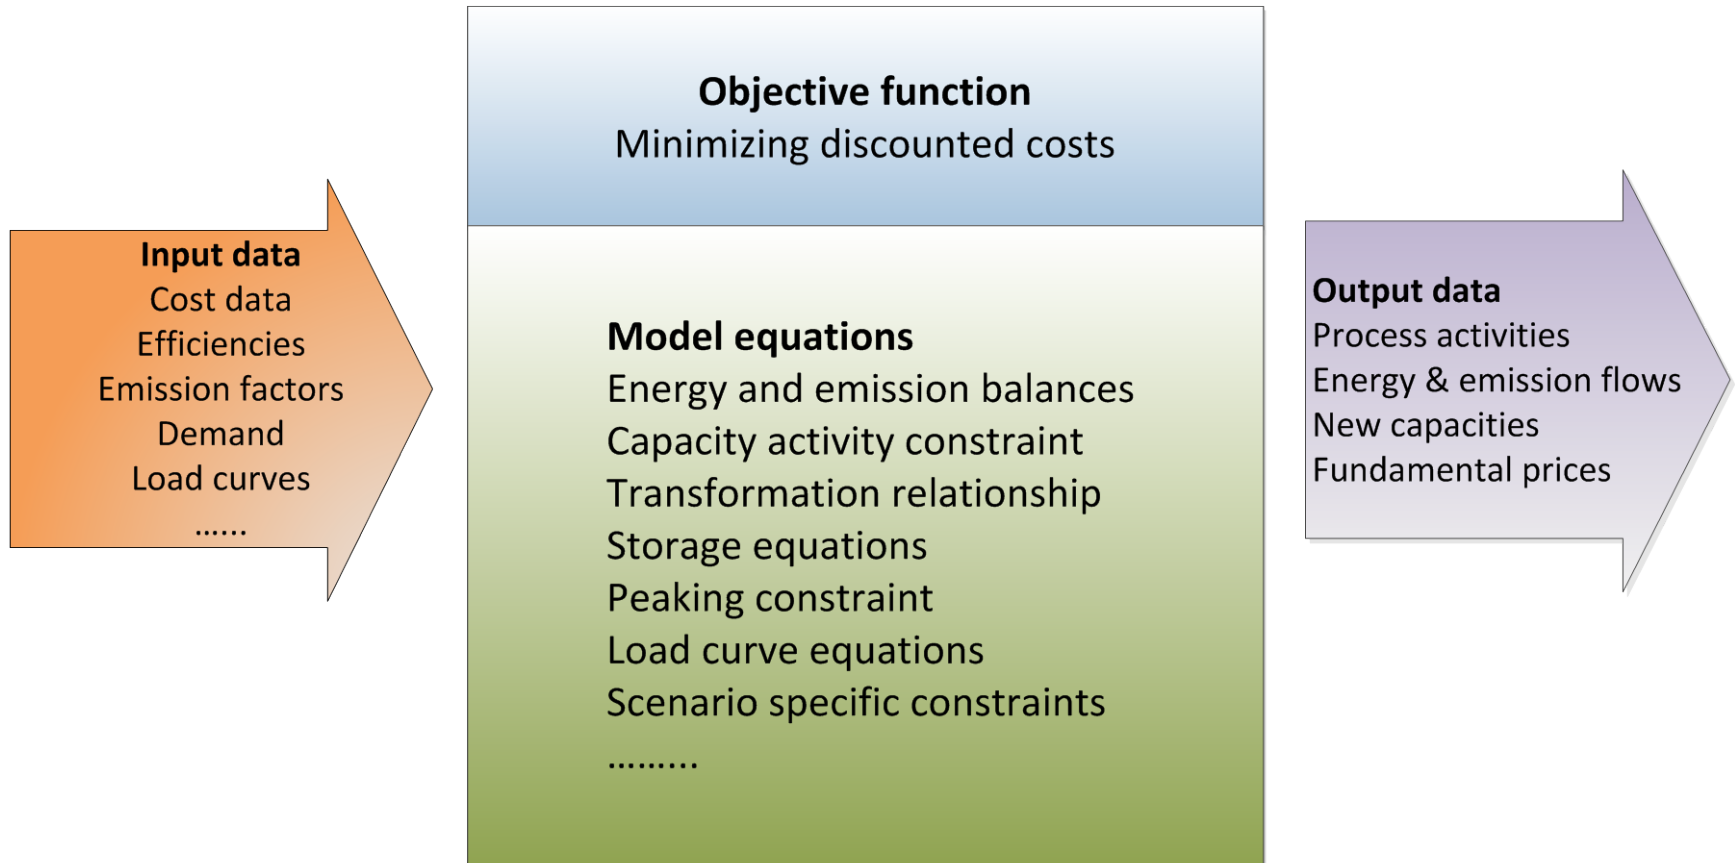 Input data
Cost data
Efficiencies
Emission factors
Demand
Load curves
…...
Objective function
Minimizing discounted costs
Model equations
Energy and emission balances
Capacity activity constraint
Transformation relationship
Storage equations
Peaking constraint
Load curve equations
Scenario specific constraints
……...
Output data
Process activities
Energy & emission flows
New capacities
Fundamental prices